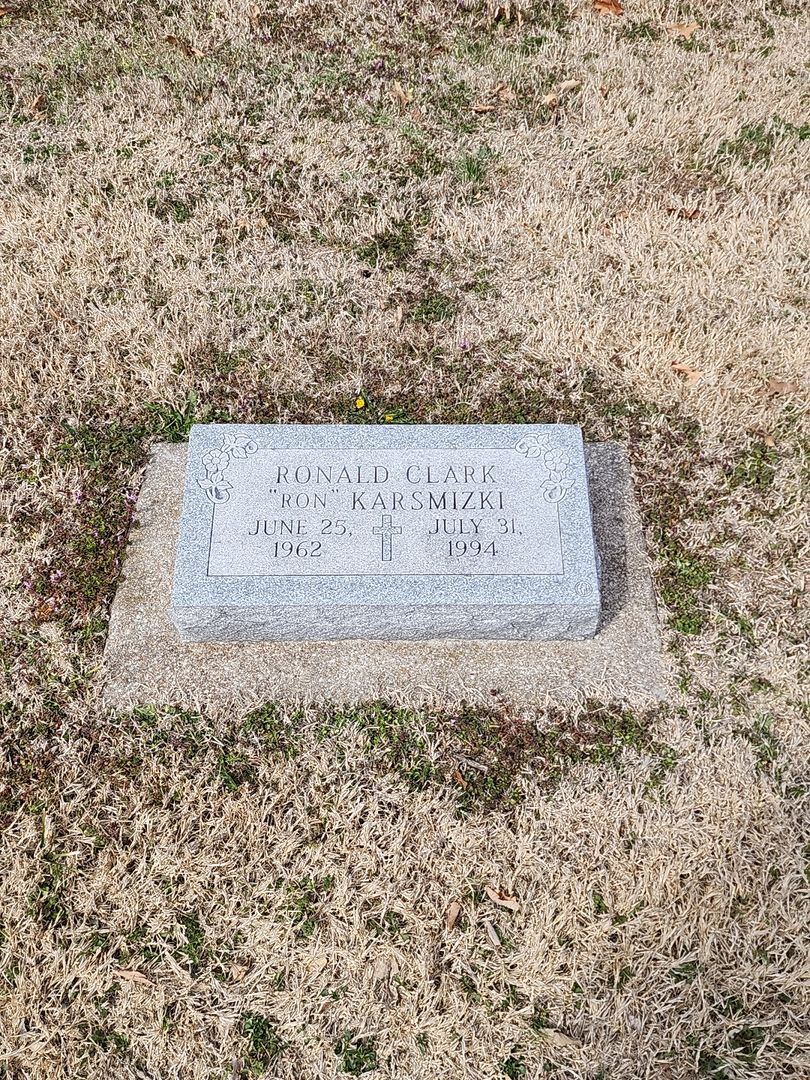 RONALD CLARK
"RON" KARSMIZKI
JUNE 25, JULY 31,
1962 1994